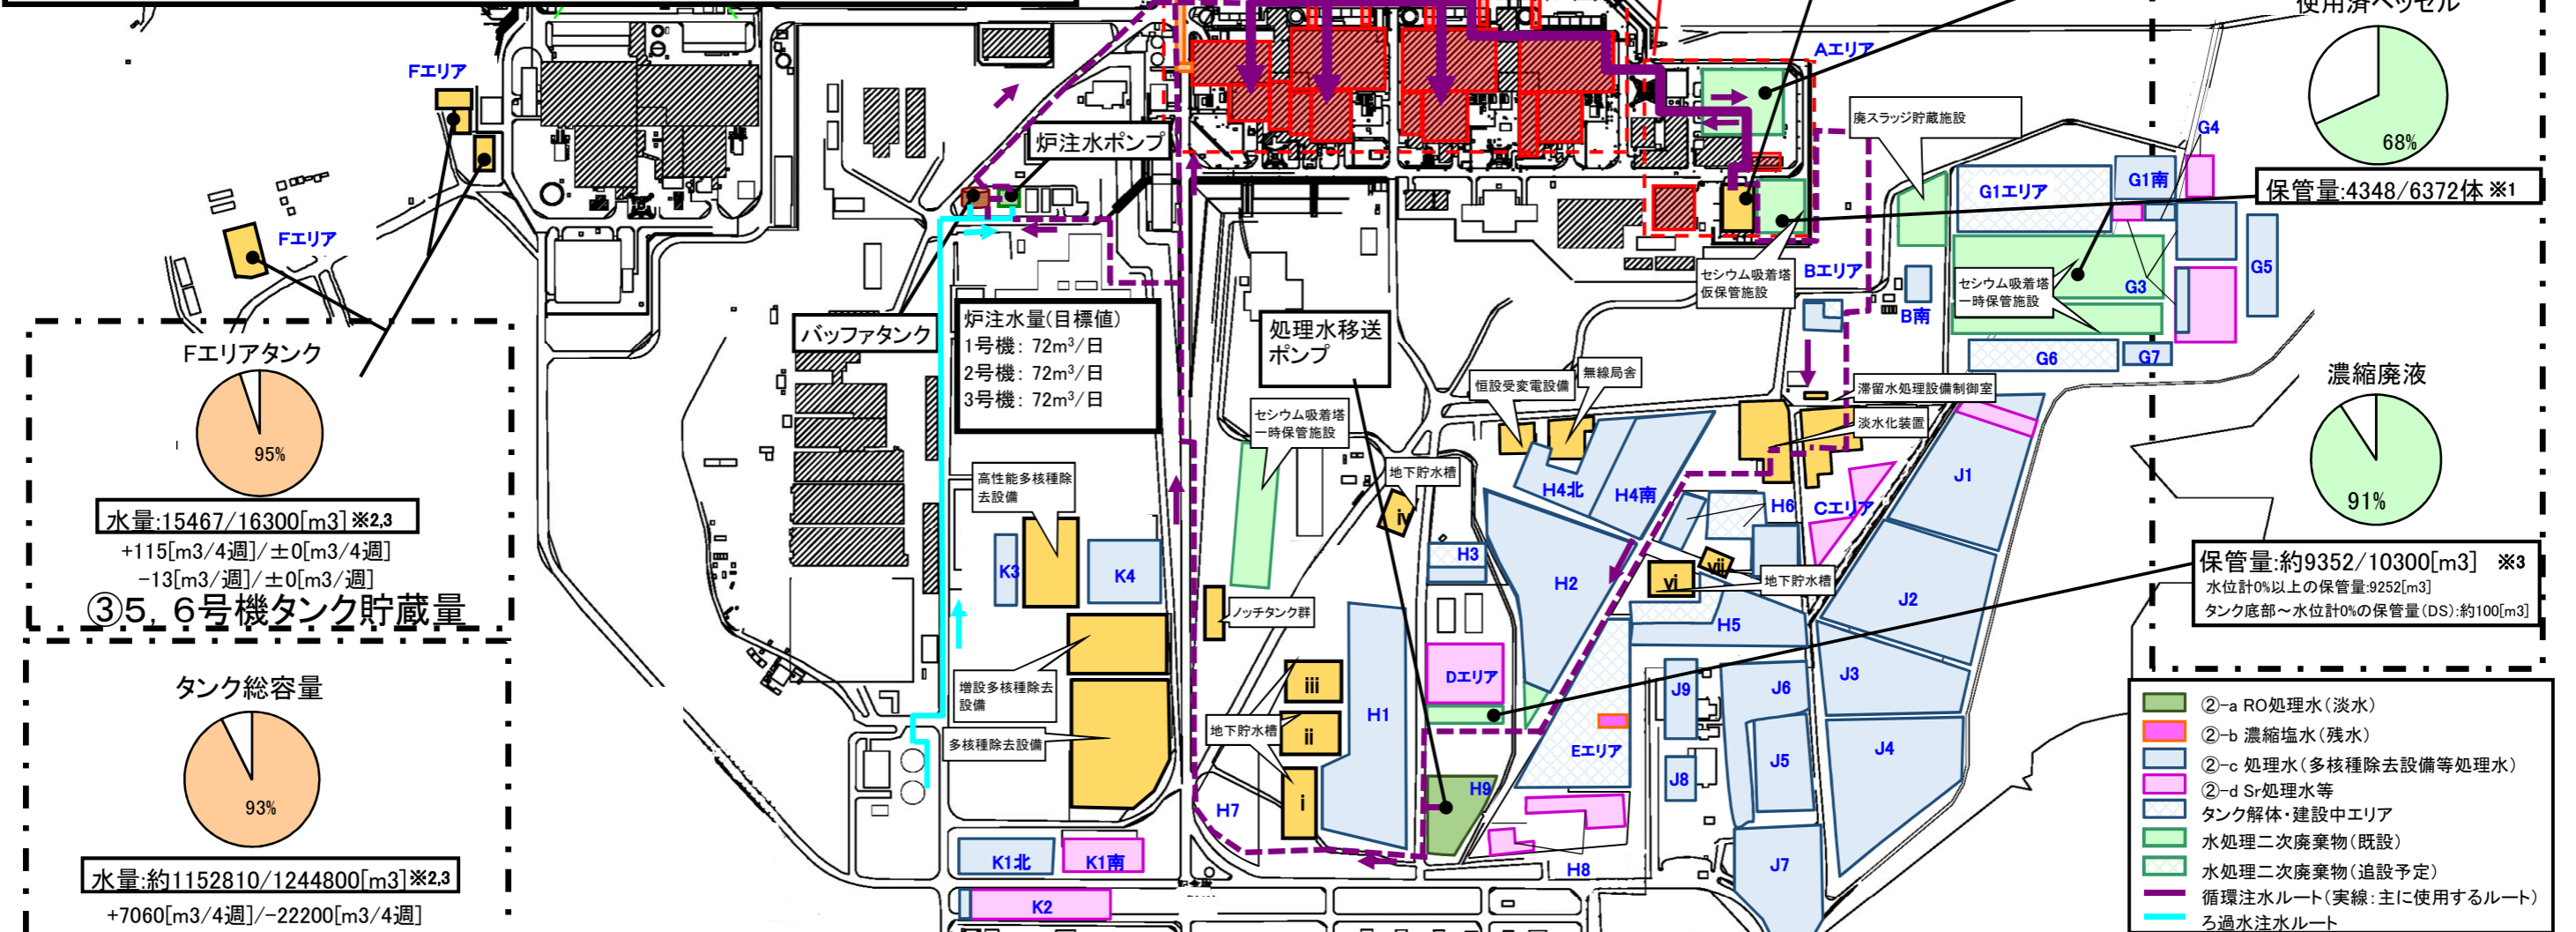 使用済ベッセル
68%
保管量:4348/6372体 ※1
濃縮廃液
91%
保管量:約9352/10300[m3] ※3
水位計0%以上の保管量:9252[m3]
タンク底部～水位計0%の保管量(DS):約100[m3]
Fエリア
Fエリア
Fエリアタンク
95%
水量:15467/16300[m3]※2,3
+115[m3/4週]/±0[m3/4週]
-13[m3/週]/±0[m3/週]
③5，6号機タンク貯蔵量
タンク総容量
93%
水量:約1152810/1244800[m3]※2,3
+7060[m3/4週]/-22200[m3/4週]
炉注水ポンプ
バッファタンク
炉注水量(目標値)
1号機: 72m³/日
2号機: 72m³/日
3号機: 72m³/日
処理水移送
ポンプ
Aエリア
廃スラッジ貯蔵施設
セシウム吸着塔
仮保管施設
Bエリア
B南
G1エリア
G1南
G4
G3
G5
G6
G7
セシウム吸着塔
一時保管施設
恒設受変電設備
無線局舎
滞留水処理設備制御室
淡水化装置
セシウム吸着塔
一時保管施設
高性能多核種除
去設備
地下貯水槽
iv
H4北
H4南
H6
Cエリア
J1
K3
K4
H3
H2
vi
vii
地下貯水槽
J2
ノッチタンク群
H5
増設多核種除去
設備
多核種除去設備
iii
ii
i
地下貯水槽
H1
Dエリア
Eエリア
J9
J6
J3
J8
J5
J4
H7
H9
H8
J7
K1北
K1南
K2
②-a RO処理水(淡水)
②-b 濃縮塩水(残水)
②-c 処理水(多核種除去設備等処理水)
②-d Sr処理水等
タンク解体・建設中エリア
水処理二次廃棄物(既設)
水処理二次廃棄物(追設予定)
循環注水ルート(実線:主に使用するルート)
ろ過水注水ルート